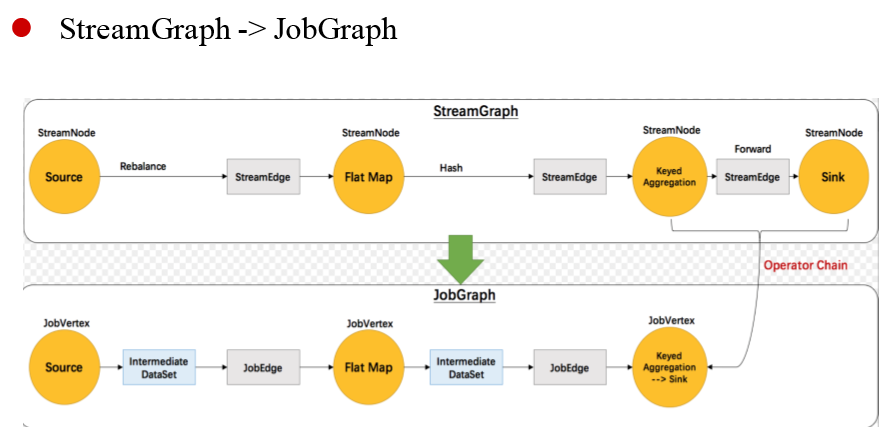 StreamGraph -> JobGraph
StreamGraph
StreamNode
StreamNode
StreamNode
StreamNode
Source
Rebalance
StreamEdge
Flat Map
Hash
StreamEdge
Keyed
Aggregation
Forward
StreamEdge
Sink
Operator Chain
JobGraph
JobVertex
JobVertex
JobVertex
Source
Intermediate
DataSet
JobEdge
Flat Map
Intermediate
DataSet
JobEdge
Keyed
Aggregation
--> Sink